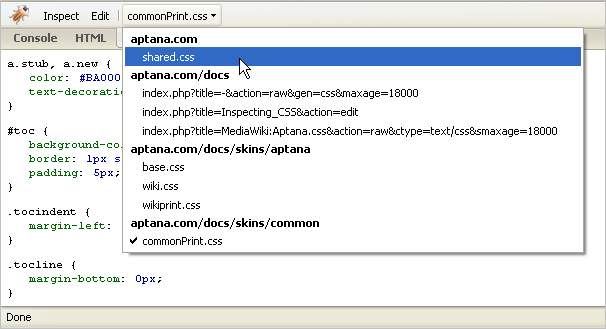 Inspect Edit commonPrint.css
Console HTML
aptana.com
shared.css
aptana.com/docs
index.php?title=-&action=raw&gen=css&maxage=18000
index.php?title=Inspecting_CSS&action=edit
index.php?title=MediaWiki:Aptana.css&action=raw&ctype=text/css&smaxage=18000
aptana.com/docs/skins/aptana
base.css
wiki.css
wikiprint.css
aptana.com/docs/skins/common
✔ commonPrint.css
a.stub, a.new {
color: #BA000
text-decoratio
}
#toc {
background-co
border: 1px s
padding: 5px;
}
.tocindent {
margin-left:
}
.tocline {
margin-bottom: 0px;
}
Done